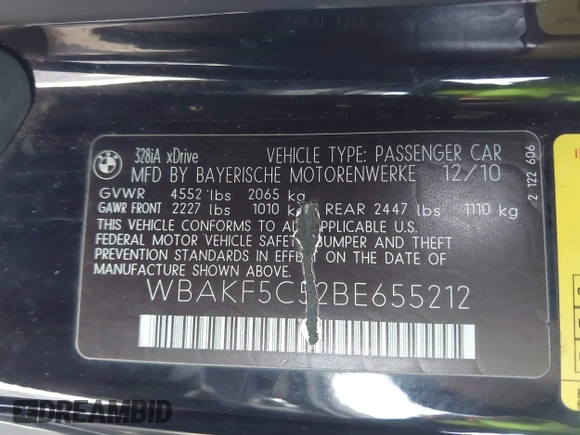 328iA xDrive VEHICLE TYPE: PASSENGER CAR
MFD BY BAYERISCHE MOTORENWERKE 12/10
GVWR 4552 lbs 2065 kg
GAWR FRONT 2227 lbs 1010 kg REAR 2447 lbs 1110 kg
THIS VEHICLE CONFORMS TO ALL APPLICABLE U.S.
FEDERAL MOTOR VEHICLE SAFETY BUMPER AND THEFT
PREVENTION STANDARDS IN EFFECT ON THE DATE OF
MANUFACTURE SHOWN ABOVE.
WBAKF5C52BE655212
2 122 606
DREAMBID